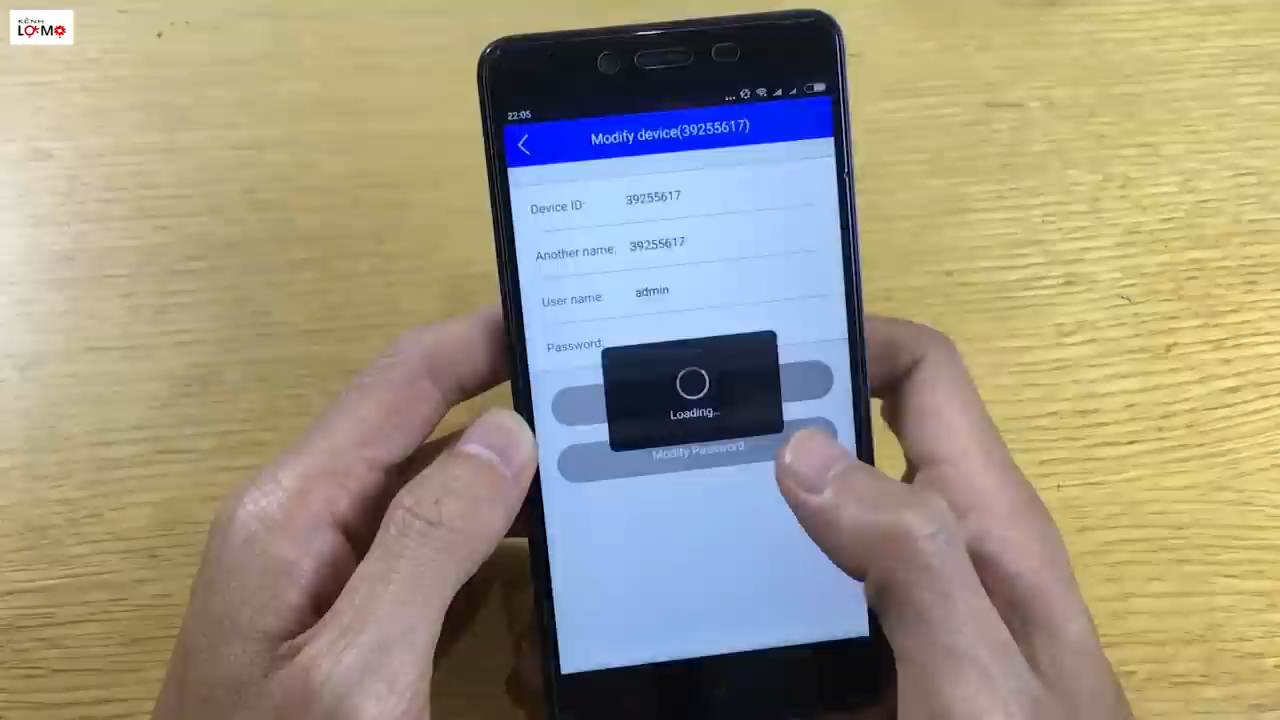 KÊNH
LOMO
22:05
Modify device(39255617)
Device ID: 39255617
Another name: 39255617
User name: admin
Password:
Loading...
Modify Password